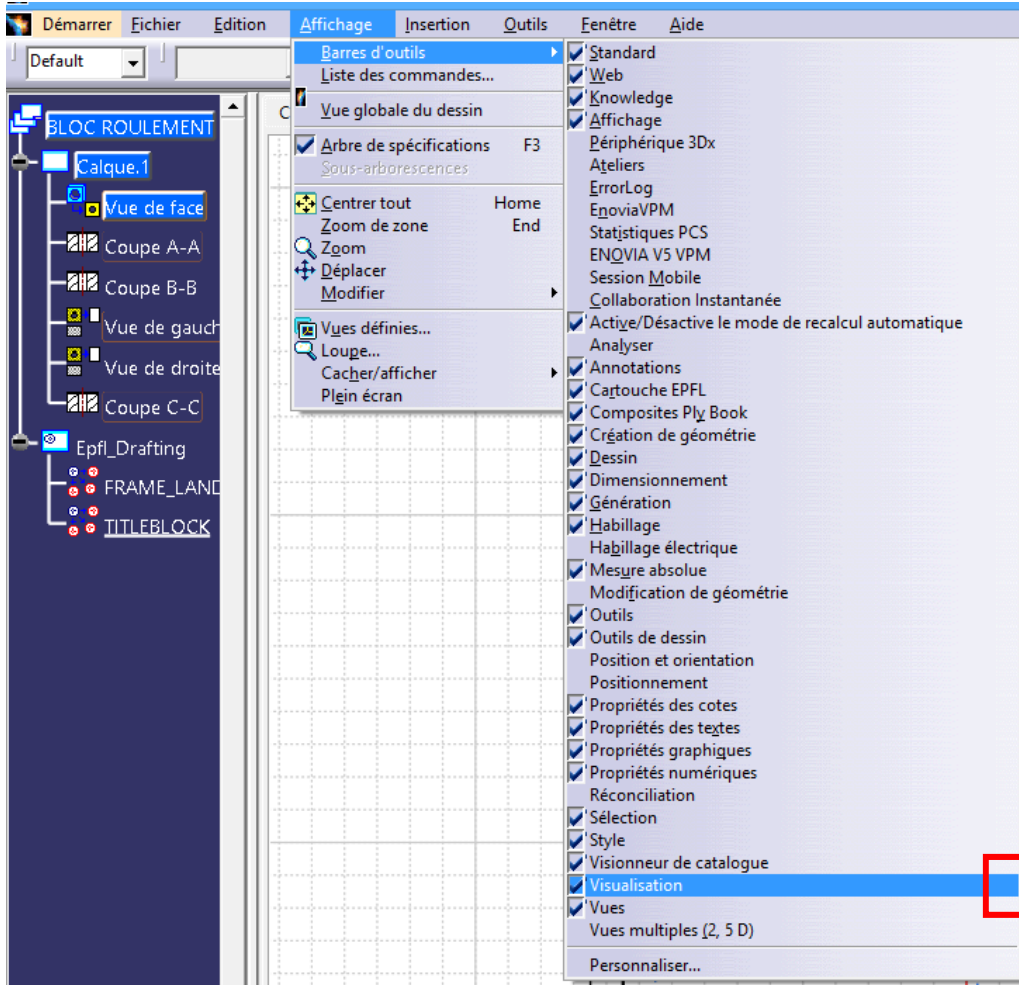 Démarrer Fichier Edition Affichage Insertion Outils Fenêtre Aide
Default
BLOC ROULEMENT
Calque.1
Vue de face
Coupe A-A
Coupe B-B
Vue de gauch
Vue de droite
Coupe C-C
Epfl_Drafting
FRAME_LAND
TITLEBLOCK
Barres d'outils
Liste des commandes...
Vue globale du dessin
Arbre de spécifications F3
Sous-arborescences
Centrer tout Home
Zoom de zone End
Zoom
Déplacer
Modifier
Vues définies...
Loupe...
Cacher/afficher
Plein écran
Standard
Web
Knowledge
Affichage
Périphérique 3Dx
Ateliers
ErrorLog
EnoviaVPM
Statistiques PCS
ENOVIA V5 VPM
Session Mobile
Collaboration Instantanée
Active/Désactive le mode de recalcul automatique
Analyser
Annotations
Cartouche EPFL
Composites Ply Book
Création de géométrie
Dessin
Dimensionnement
Génération
Habillage
Habillage électrique
Mesure absolue
Modification de géométrie
Outils
Outils de dessin
Position et orientation
Positionnement
Propriétés des cotes
Propriétés des textes
Propriétés graphiques
Propriétés numériques
Réconciliation
Sélection
Style
Visionneur de catalogue
Visualisation
Vues
Vues multiples (2, 5 D)
Personnaliser...